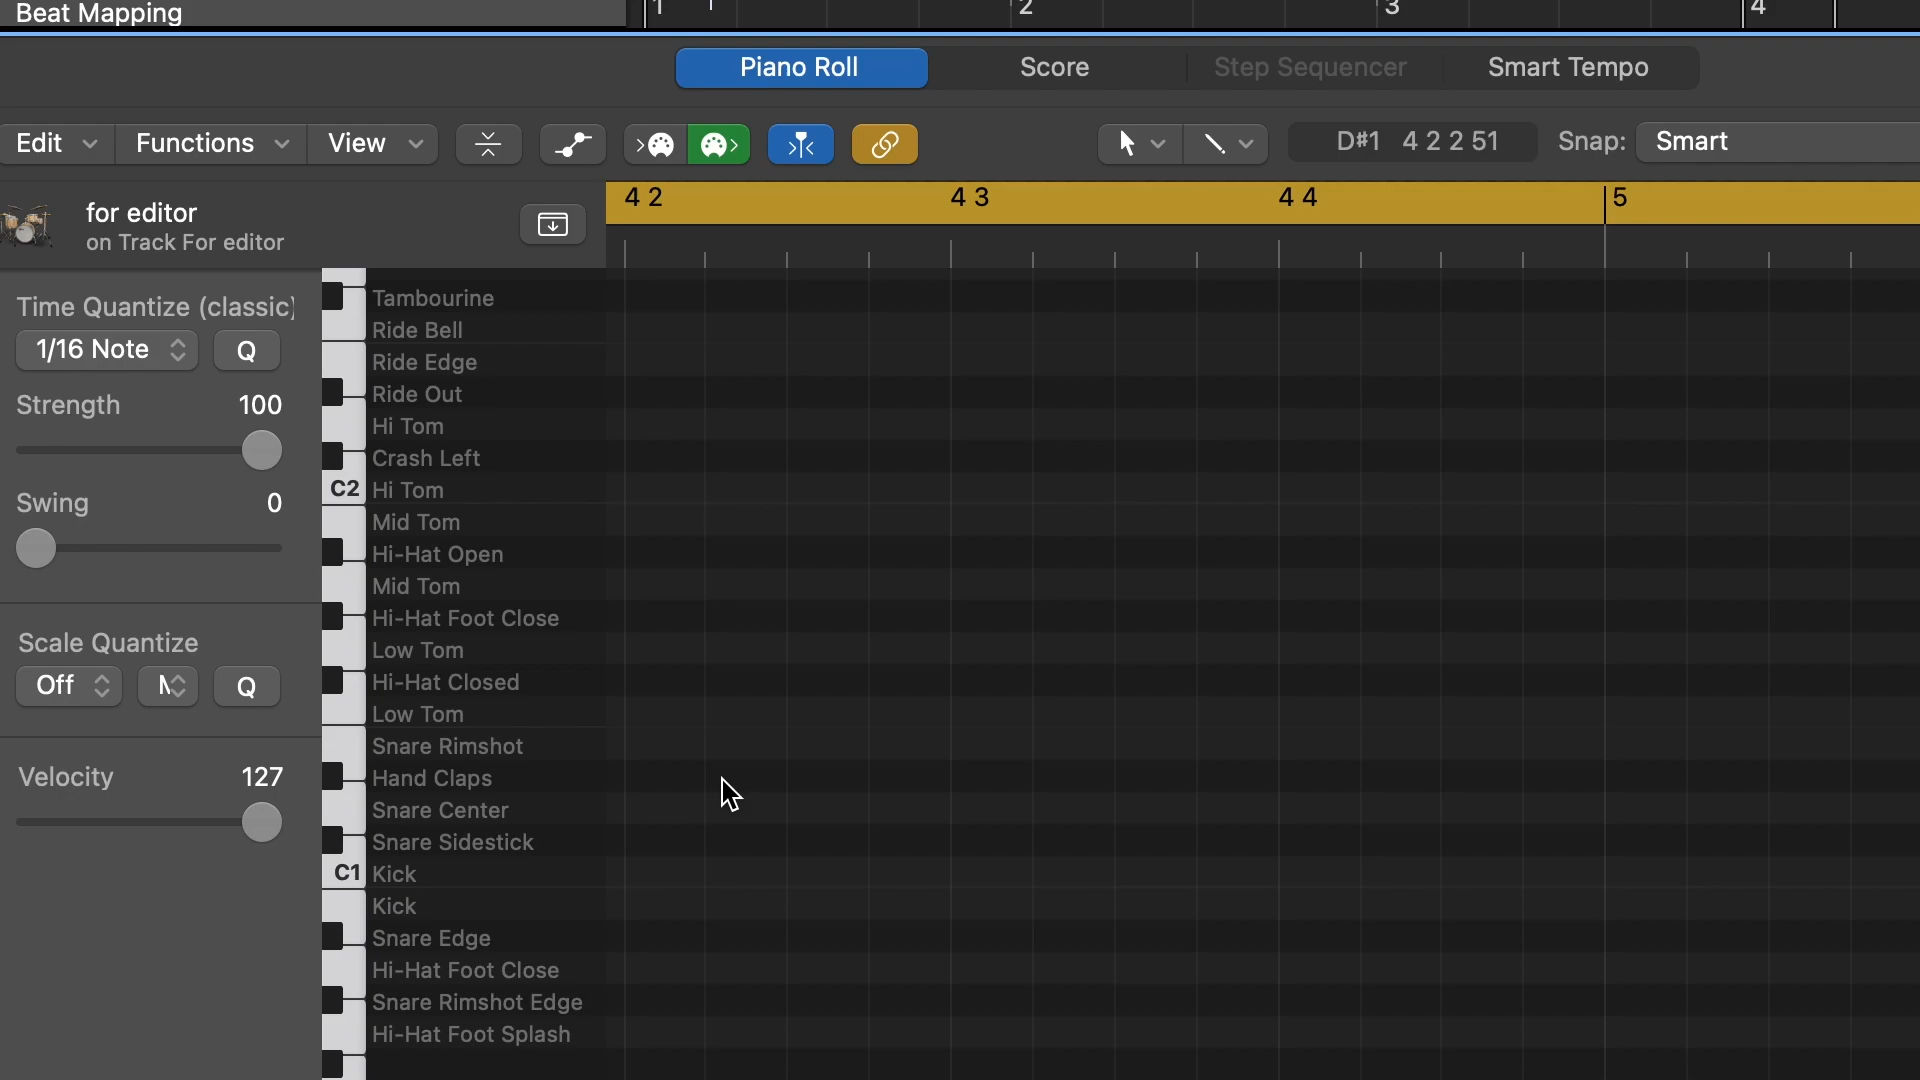 Beat Mapping
1 2 3 4
Piano Roll Score Step Sequencer Smart Tempo
Edit Functions View D#1 4 2 2 51 Snap: Smart
for editor
on Track For editor
4 2 4 3 4 4 5
Time Quantize (classic)
1/16 Note Q
Strength 100
Swing 0
Scale Quantize
Off Q
Velocity 127
Tambourine
Ride Bell
Ride Edge
Ride Out
Hi Tom
Crash Left
C2 Hi Tom
Mid Tom
Hi-Hat Open
Mid Tom
Hi-Hat Foot Close
Low Tom
Hi-Hat Closed
Low Tom
Snare Rimshot
Hand Claps
Snare Center
Snare Sidestick
C1 Kick
Kick
Snare Edge
Hi-Hat Foot Close
Snare Rimshot Edge
Hi-Hat Foot Splash